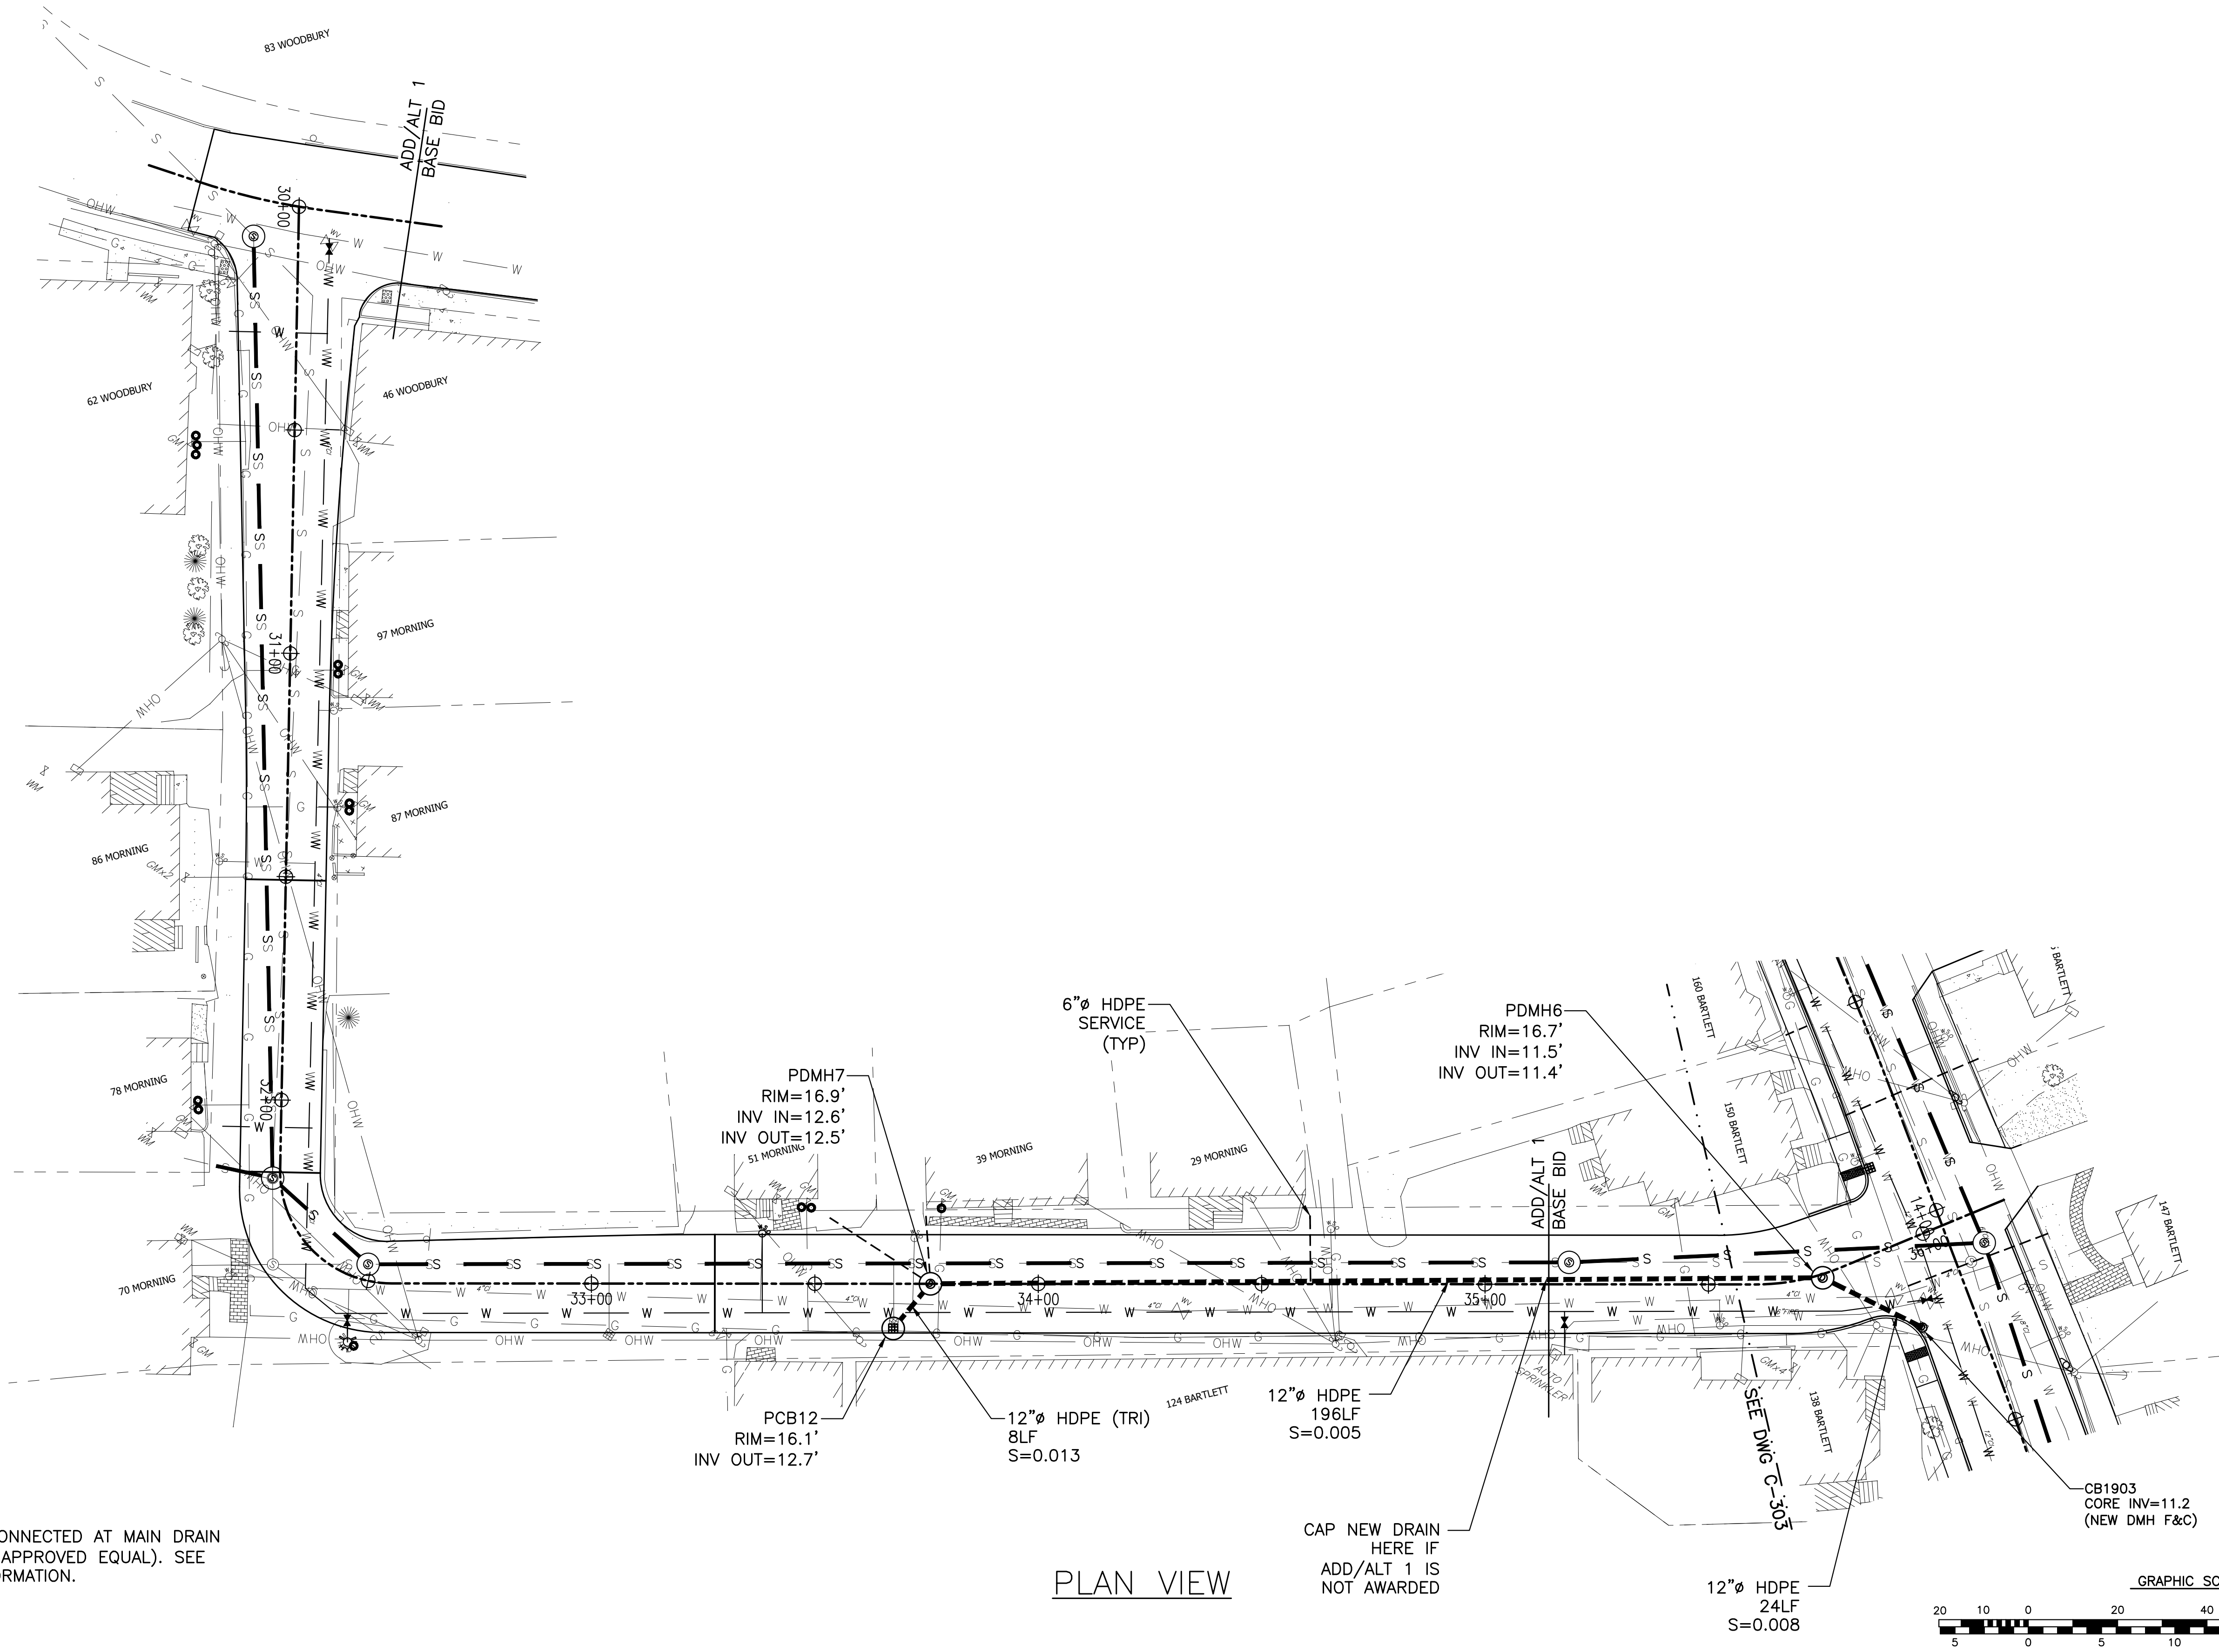 83 WOODBURY
ADD/ALT 1
BASE BID
30+00
62 WOODBURY
46 WOODBURY
97 MORNING
31+00
87 MORNING
86 MORNING
GMx2
78 MORNING
32+00
70 MORNING
6"ø HDPE
SERVICE
(TYP)
PDMH6
RIM=16.7'
INV IN=11.5'
INV OUT=11.4'
PDMH7
RIM=16.9'
INV IN=12.6'
INV OUT=12.5'
51 MORNING
39 MORNING
29 MORNING
ADD/ALT 1
BASE BID
160 BARTLETT
150 BARTLETT
BARTLETT
147 BARTLETT
14+00
36+00
33+00
34+00
35+00
AUTO
SPRINKLER
GMx4
124 BARTLETT
138 BARTLETT
SEE DWG C-303
PCB12
RIM=16.1'
INV OUT=12.7'
12"ø HDPE (TRI)
8LF
S=0.013
12"ø HDPE
196LF
S=0.005
CB1903
CORE INV=11.2
(NEW DMH F&C)
CAP NEW DRAIN
HERE IF
ADD/ALT 1 IS
NOT AWARDED
12"ø HDPE
24LF
S=0.008
ONNECTED AT MAIN DRAIN
APPROVED EQUAL). SEE
ORMATION.
PLAN VIEW
GRAPHIC SC
20 10 0 20 40
5 0 5 10